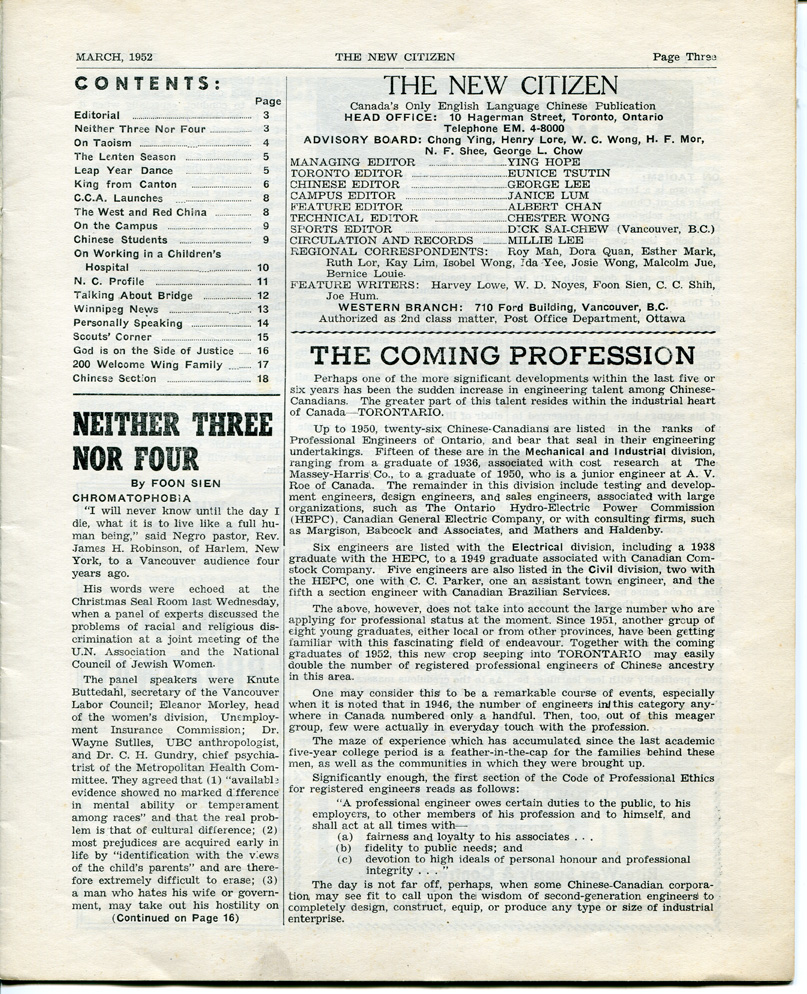 MARCH, 1952 THE NEW CITIZEN Page Three
CONTENTS:
Page
Editorial ........ 3
Neither Three Nor Four ........ 3
On Taoism ........ 4
The Lenten Season ........ 5
Leap Year Dance ........ 5
King from Canton ........ 6
C.C.A. Launches ........ 8
The West and Red China ........ 8
On the Campus ........ 9
Chinese Students ........ 9
On Working in a Children's
Hospital ........ 10
N. C. Profile ........ 11
Talking About Bridge ........ 12
Winnipeg News ........ 13
Personally Speaking ........ 14
Scouts' Corner ........ 15
God is on the Side of Justice .... 16
200 Welcome Wing Family .... 17
Chinese Section ........ 18
NEITHER THREE
NOR FOUR
By FOON SIEN
CHROMATOPHOBIA
"I will never know until the day I
die, what it is to live like a full hu-
man being," said Negro pastor, Rev.
James H. Robinson, of Harlem, New
York, to a Vancouver audience four
years ago.
His words were echoed at the
Christmas Seal Room last Wednesday,
when a panel of experts discussed the
problems of racial and religious dis-
crimination at a joint meeting of the
U.N. Association and the National
Council of Jewish Women.
The panel speakers were Knute
Buttedahl, secretary of the Vancouver
Labor Council; Eleanor Morley, head
of the women's division, Unemploy-
ment Insurance Commission; Dr.
Wayne Suttles, UBC anthropologist,
and Dr. C. H. Gundry, chief psychia-
trist of the Metropolitan Health Com-
mittee. They agreed that (1) "available
evidence showed no marked difference
in mental ability or temperament
among races" and that the real prob-
lem is that of cultural difference; (2)
most prejudices are acquired early in
life by "identification with the views
of the child's parents" and are there-
fore extremely difficult to erase; (3)
a man who hates his wife or govern-
ment, may take out his hostility on
(Continued on Page 16)
THE NEW CITIZEN
Canada's Only English Language Chinese Publication
HEAD OFFICE: 10 Hagerman Street, Toronto, Ontario
Telephone EM. 4-8000
ADVISORY BOARD: Chong Ying, Henry Lore, W. C. Wong, H. F. Mor,
N. F. Shee, George L. Chow
MANAGING EDITOR ........ YING HOPE
TORONTO EDITOR ........ EUNICE TSUTIN
CHINESE EDITOR ........ GEORGE LEE
CAMPUS EDITOR ........ JANICE LUM
FEATURE EDITOR ........ ALBERT CHAN
TECHNICAL EDITOR ........ CHESTER WONG
SPORTS EDITOR ........ DICK SAI-CHEW (Vancouver, B.C.)
CIRCULATION AND RECORDS ...... MILLIE LEE
REGIONAL CORRESPONDENTS: Roy Mah, Dora Quan, Esther Mark,
Ruth Lor, Kay Lim, Isobel Wong, Ida Yee, Josie Wong, Malcolm Jue,
Bernice Louie.
FEATURE WRITERS: Harvey Lowe, W. D. Noyes, Foon Sien, C. C. Shih,
Joe Hum.
WESTERN BRANCH: 710 Ford Building, Vancouver, B.C.
Authorized as 2nd class matter, Post Office Department, Ottawa
THE COMING PROFESSION
Perhaps one of the more significant developments within the last five or
six years has been the sudden increase in engineering talent among Chinese-
Canadians. The greater part of this talent resides within the industrial heart
of Canada—TORONTARIO.
Up to 1950, twenty-six Chinese-Canadians are listed in the ranks of
Professional Engineers of Ontario, and bear that seal in their engineering
undertakings. Fifteen of these are in the Mechanical and Industrial division,
ranging from a graduate of 1936, associated with cost research at The
Massey-Harris Co., to a graduate of 1950, who is a junior engineer at A. V.
Roe of Canada. The remainder in this division include testing and develop-
ment engineers, design engineers, and sales engineers, associated with large
organizations, such as The Ontario Hydro-Electric Power Commission
(HEPC), Canadian General Electric Company, or with consulting firms, such
as Margison, Babcock and Associates, and Mathers and Haldenby.
Six engineers are listed with the Electrical division, including a 1938
graduate with the HEPC, to a 1949 graduate associated with Canadian Com-
stock Company. Five engineers are also listed in the Civil division, two with
the HEPC, one with C. C. Parker, one an assistant town engineer, and the
fifth a section engineer with Canadian Brazilian Services.
The above, however, does not take into account the large number who are
applying for professional status at the moment. Since 1951, another group of
eight young graduates, either local or from other provinces, have been getting
familiar with this fascinating field of endeavour. Together with the coming
graduates of 1952, this new crop seeping into TORONTARIO may easily
double the number of registered professional engineers of Chinese ancestry
in this area.
One may consider this to be a remarkable course of events, especially
when it is noted that in 1946, the number of engineers in this category any-
where in Canada numbered only a handful. Then, too, out of this meager
group, few were actually in everyday touch with the profession.
The maze of experience which has accumulated since the last academic
five-year college period is a feather-in-the-cap for the families behind these
men, as well as the communities in which they were brought up.
Significantly enough, the first section of the Code of Professional Ethics
for registered engineers reads as follows:
"A professional engineer owes certain duties to the public, to his
employers, to other members of his profession and to himself, and
shall act at all times with—
(a) fairness and loyalty to his associates . . .
(b) fidelity to public needs; and
(c) devotion to high ideals of personal honour and professional
integrity . . . "
The day is not far off, perhaps, when some Chinese-Canadian corpora-
tion may see fit to call upon the wisdom of second-generation engineers to
completely design, construct, equip, or produce any type or size of industrial
enterprise.